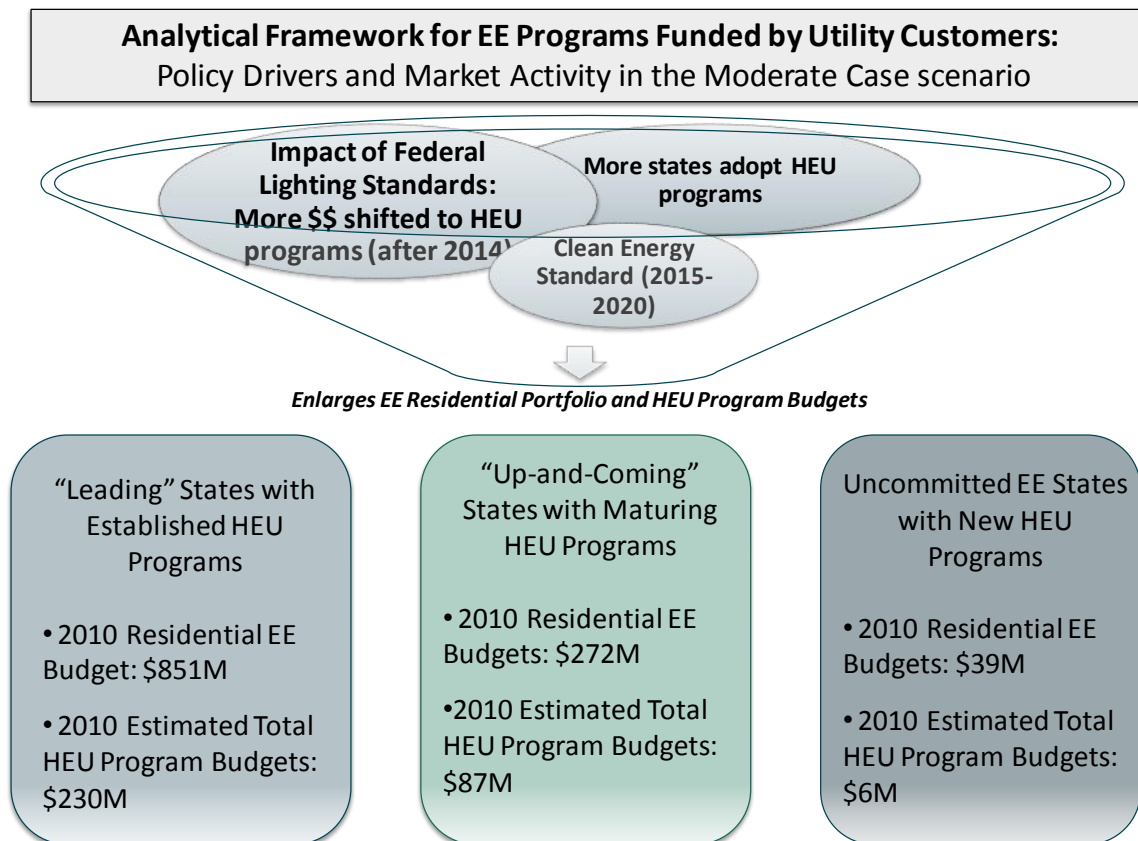 Analytical Framework for EE Programs Funded by Utility Customers:
Policy Drivers and Market Activity in the Moderate Case scenario
Impact of Federal
Lighting Standards:
More $$ shifted to HEU
programs (after 2014)
More states adopt HEU
programs
Clean Energy
Standard (2015-
2020)
Enlarges EE Residential Portfolio and HEU Program Budgets
“Leading” States with
Established HEU
Programs
• 2010 Residential EE
Budget: $851M
• 2010 Estimated Total
HEU Program Budgets:
$230M
“Up-and-Coming”
States with Maturing
HEU Programs
• 2010 Residential EE
Budgets: $272M
•2010 Estimated Total
HEU Program Budgets:
$87M
Uncommitted EE States
with New HEU
Programs
• 2010 Residential EE
Budgets: $39M
• 2010 Estimated Total
HEU Program Budgets:
$6M